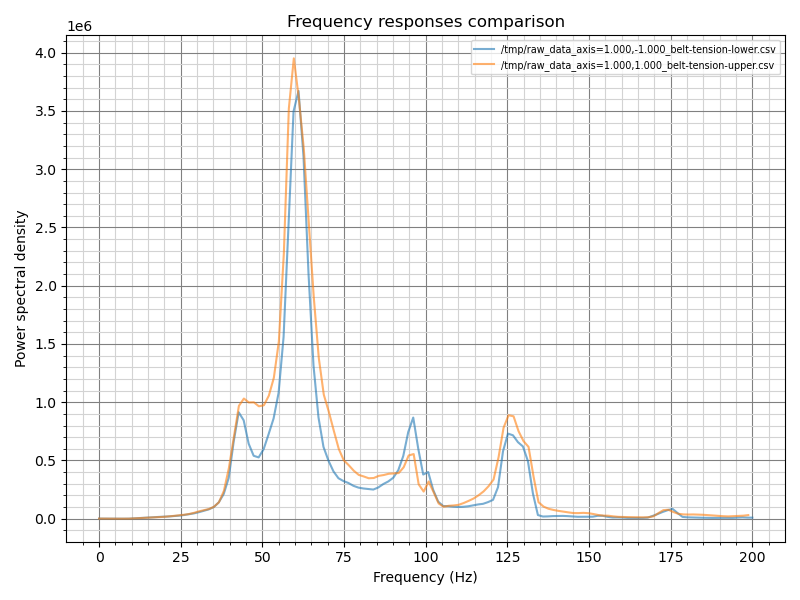 Frequency responses comparison
1e6
/tmp/raw_data_axis=1.000,-1.000_belt-tension-lower.csv
/tmp/raw_data_axis=1.000,1.000_belt-tension-upper.csv
4.0
3.5
3.0
2.5
2.0
1.5
1.0
0.5
0.0
Power spectral density
0 25 50 75 100 125 150 175 200
Frequency (Hz)